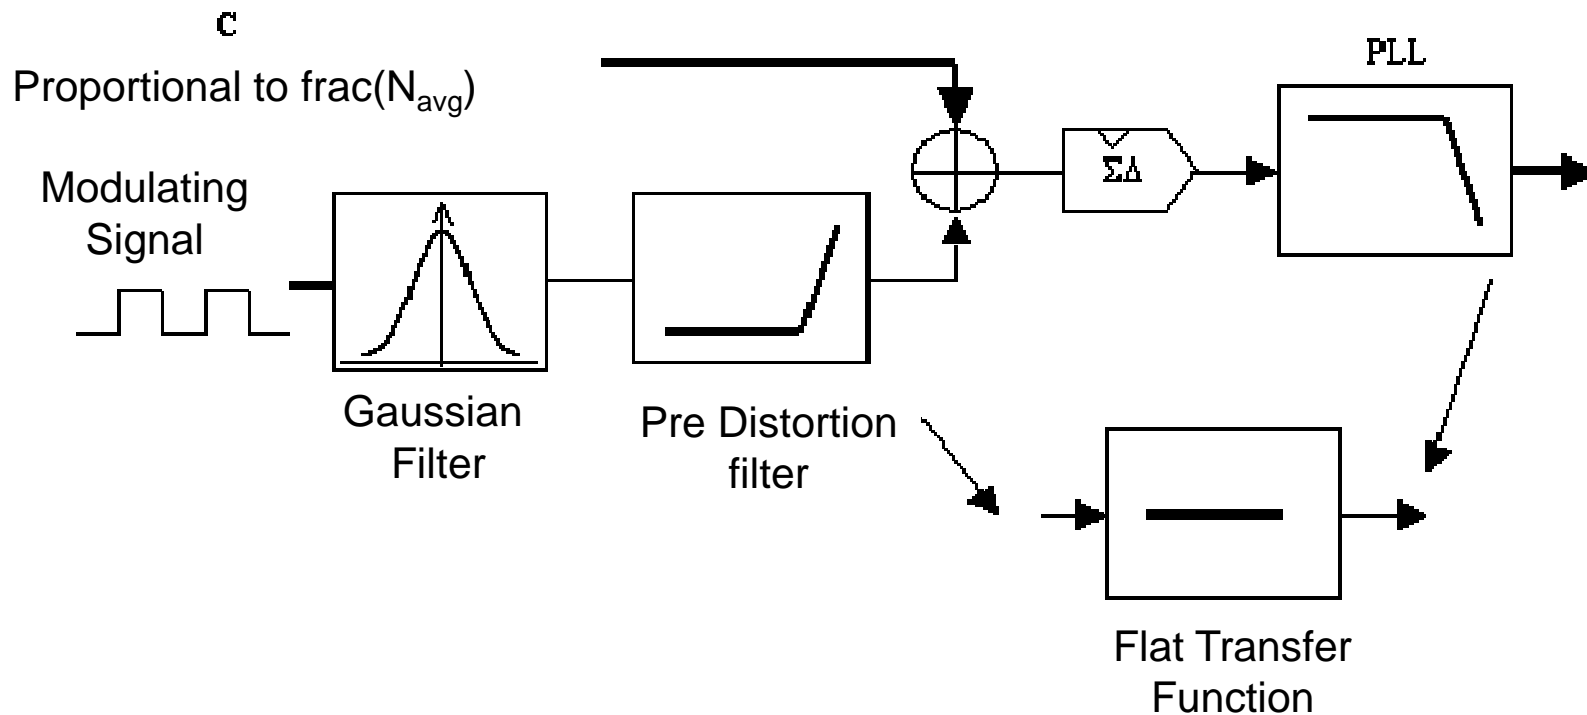 C
Proportional to frac(Navg)
PLL
ΣΔ
Modulating
Signal
Gaussian
Filter
Pre Distortion
filter
Flat Transfer
Function